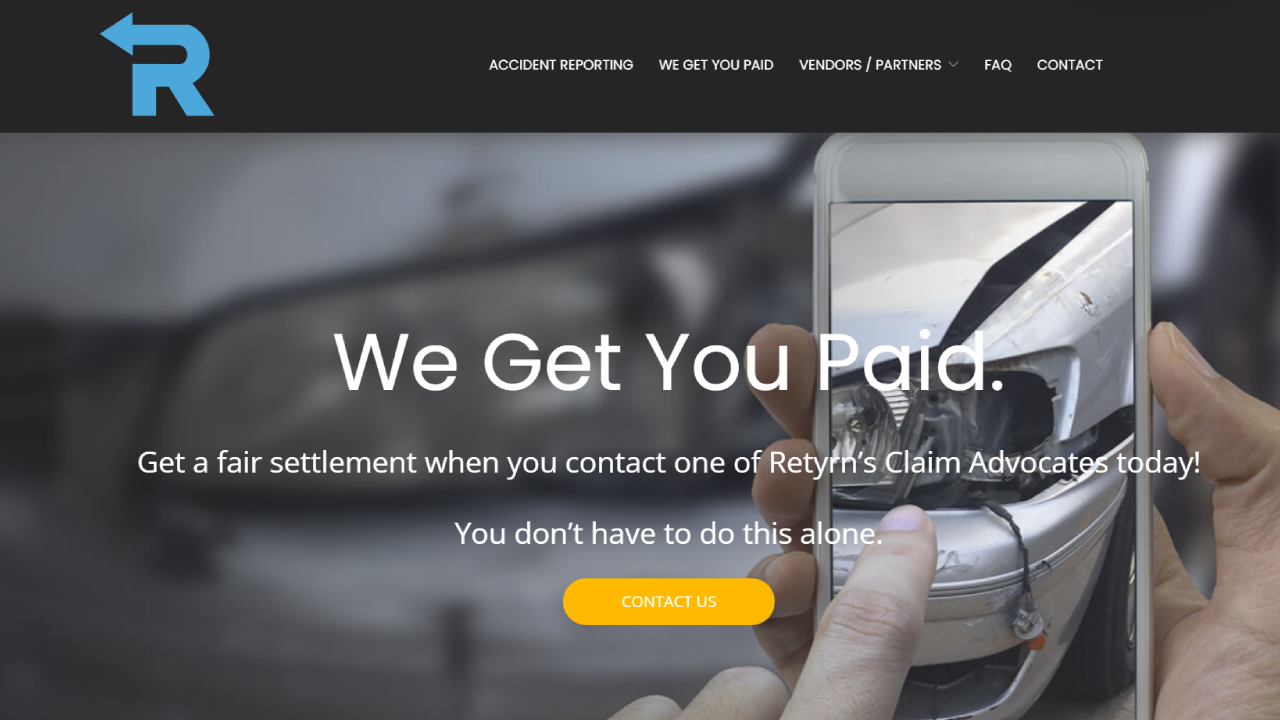 R
ACCIDENT REPORTING WE GET YOU PAID VENDORS / PARTNERS FAQ CONTACT
We Get You Paid.
Get a fair settlement when you contact one of Retyrn’s Claim Advocates today!
You don’t have to do this alone.
CONTACT US